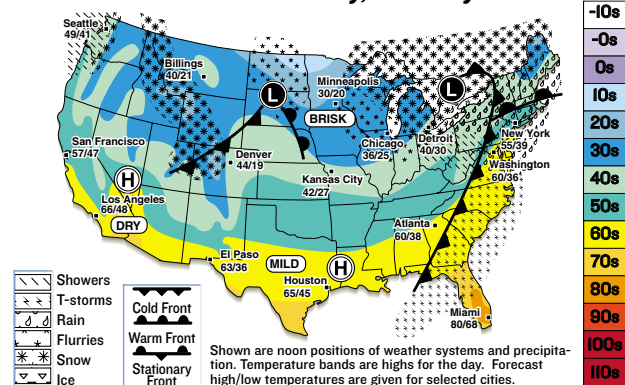 Seattle
49/41
Billings
40/21
Minneapolis
30/20
L
L
BRISK
San Francisco
57/47
Denver
44/19
Chicago
36/25
Detroit
40/30
New York
55/39
Washington
60/36
Kansas City
42/27
H
Los Angeles
66/48
DRY
Atlanta
60/38
El Paso
63/36
MILD
H
Houston
65/45
Miami
80/68
Showers
T-storms
Rain
Flurries
Snow
Ice
Cold Front
Warm Front
Stationary
Front
Shown are noon positions of weather systems and precipita-
tion. Temperature bands are highs for the day. Forecast
high/low temperatures are given for selected cities.
-10s
-0s
0s
10s
20s
30s
40s
50s
60s
70s
80s
90s
100s
110s